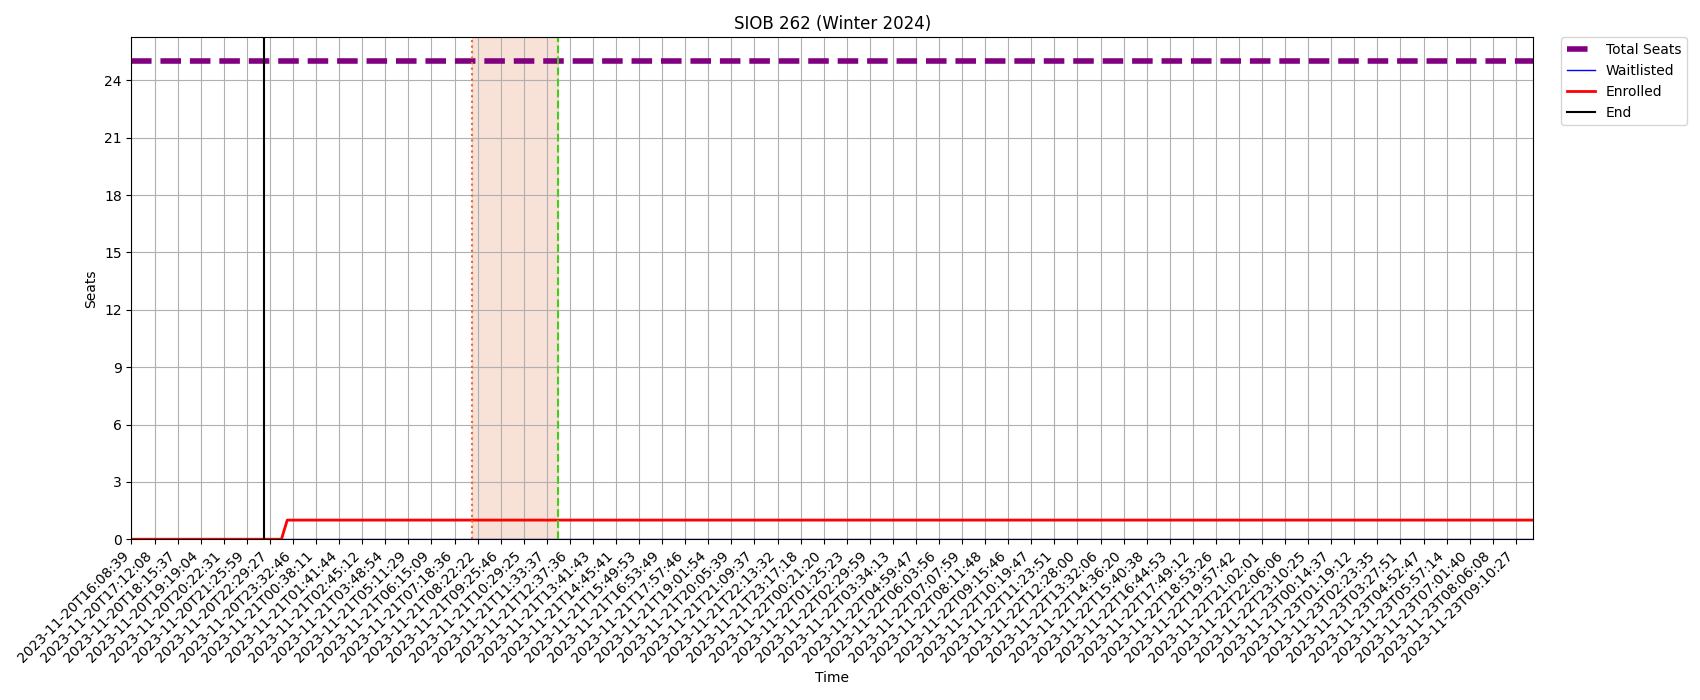 SIOB 262 (Winter 2024)
Total Seats
Waitlisted
Enrolled
End
Seats
24
21
18
15
12
9
6
3
0
2023-11-20T16:08:39
2023-11-20T17:12:08
2023-11-20T18:15:37
2023-11-20T19:19:04
2023-11-20T20:22:31
2023-11-20T21:25:59
2023-11-20T22:29:27
2023-11-20T23:32:46
2023-11-21T00:38:11
2023-11-21T01:41:44
2023-11-21T02:45:12
2023-11-21T03:48:54
2023-11-21T05:11:29
2023-11-21T06:15:09
2023-11-21T07:18:36
2023-11-21T08:22:22
2023-11-21T09:25:46
2023-11-21T10:29:25
2023-11-21T11:33:37
2023-11-21T12:37:36
2023-11-21T13:41:43
2023-11-21T14:45:41
2023-11-21T15:49:53
2023-11-21T16:53:49
2023-11-21T17:57:46
2023-11-21T19:01:54
2023-11-21T20:05:39
2023-11-21T21:09:37
2023-11-21T22:13:32
2023-11-21T23:17:18
2023-11-22T00:21:20
2023-11-22T01:25:23
2023-11-22T02:29:59
2023-11-22T03:34:13
2023-11-22T04:59:47
2023-11-22T06:03:56
2023-11-22T07:07:59
2023-11-22T08:11:48
2023-11-22T09:15:46
2023-11-22T10:19:47
2023-11-22T11:23:51
2023-11-22T12:28:00
2023-11-22T13:32:06
2023-11-22T14:36:20
2023-11-22T15:40:38
2023-11-22T16:44:53
2023-11-22T17:49:12
2023-11-22T18:53:26
2023-11-22T19:57:42
2023-11-22T21:02:01
2023-11-22T22:06:06
2023-11-22T23:10:25
2023-11-23T00:14:37
2023-11-23T01:19:12
2023-11-23T02:23:35
2023-11-23T03:27:51
2023-11-23T04:52:47
2023-11-23T05:57:14
2023-11-23T07:01:40
2023-11-23T08:06:08
2023-11-23T09:10:27
Time